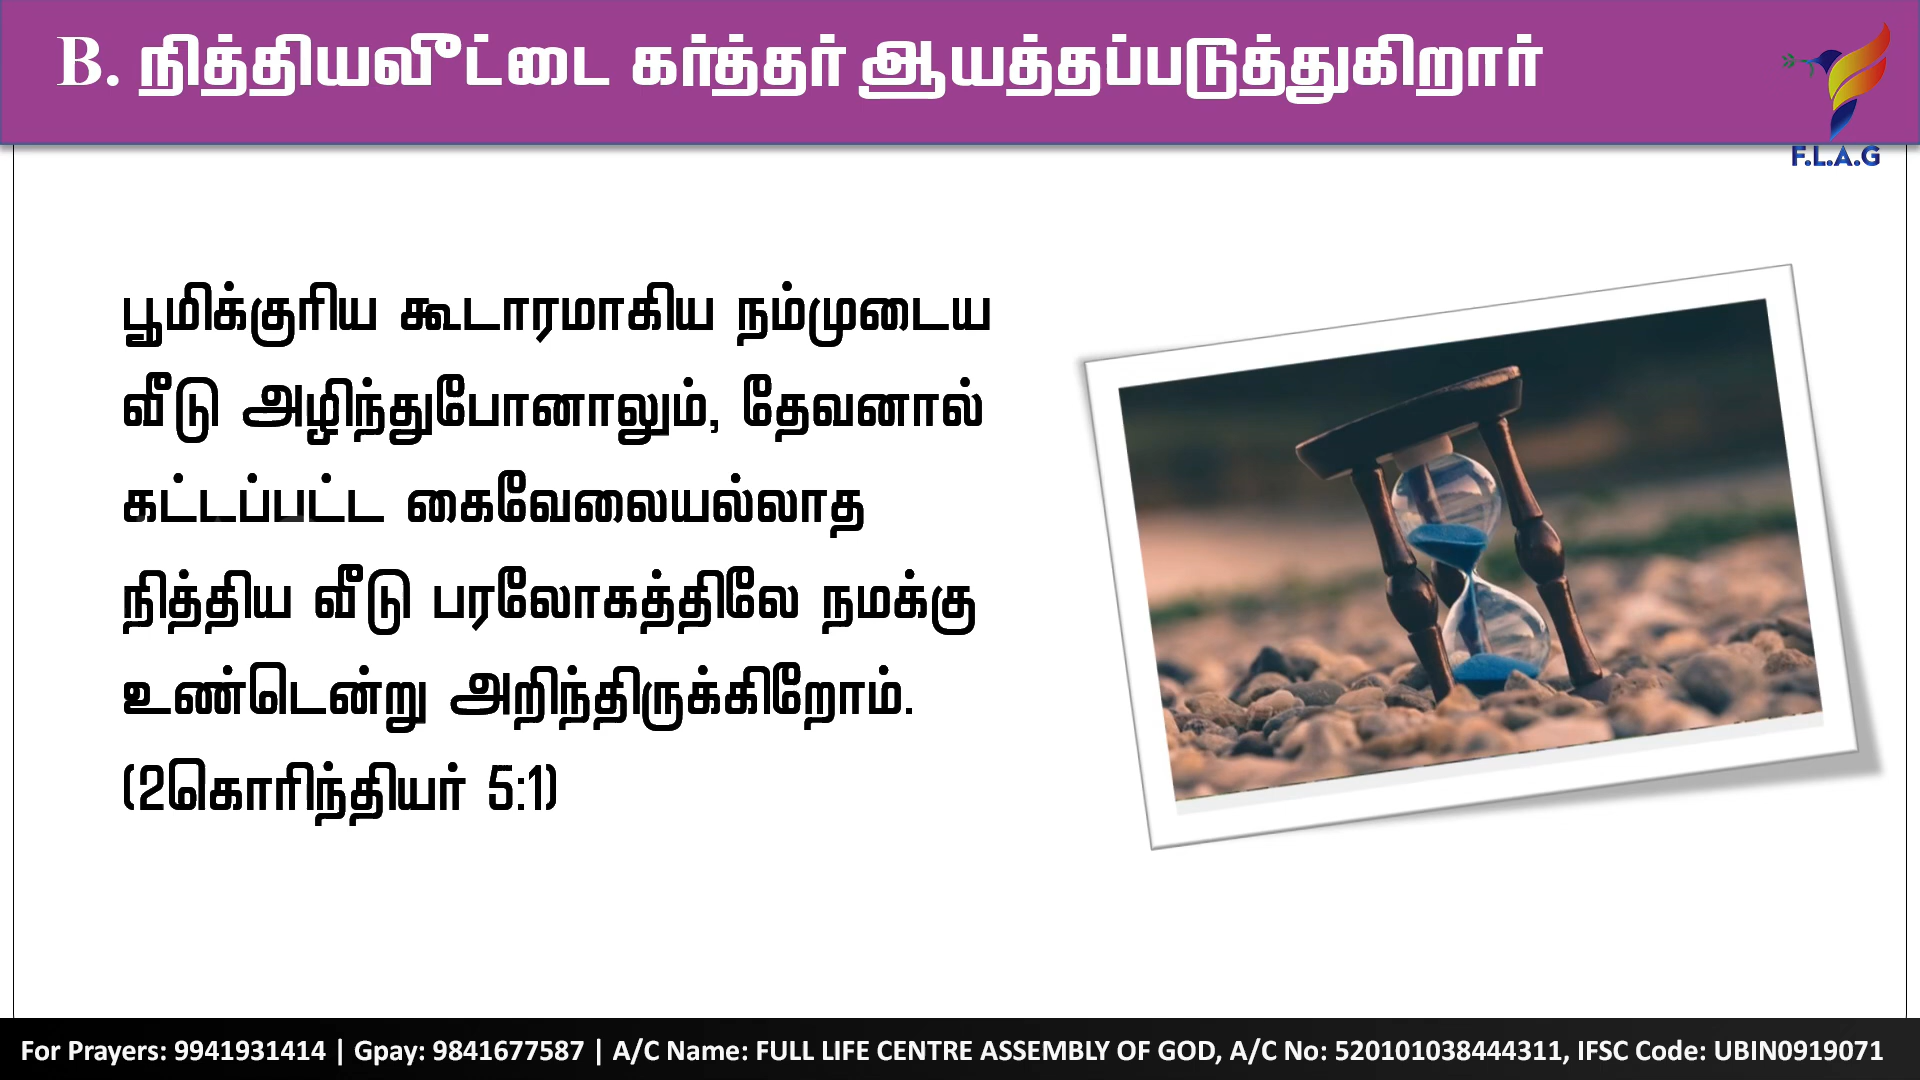 B. நித்தியவீட்டை கர்த்தர் ஆயத்தப்படுத்துகிறார்
F.L.A.G
பூமிக்குரிய கூடாரமாகிய நம்முடைய
வீடு அழிந்துபோனாலும், தேவனால்
கட்டப்பட்ட கைவேலையல்லாத
நித்திய வீடு பரலோகத்திலே நமக்கு
உண்டென்று அறிந்திருக்கிறோம்.
(2கொரிந்தியர் 5:1)
For Prayers: 9941931414 | Gpay: 9841677587 | A/C Name: FULL LIFE CENTRE ASSEMBLY OF GOD, A/C No: 520101038444311, IFSC Code: UBIN0919071